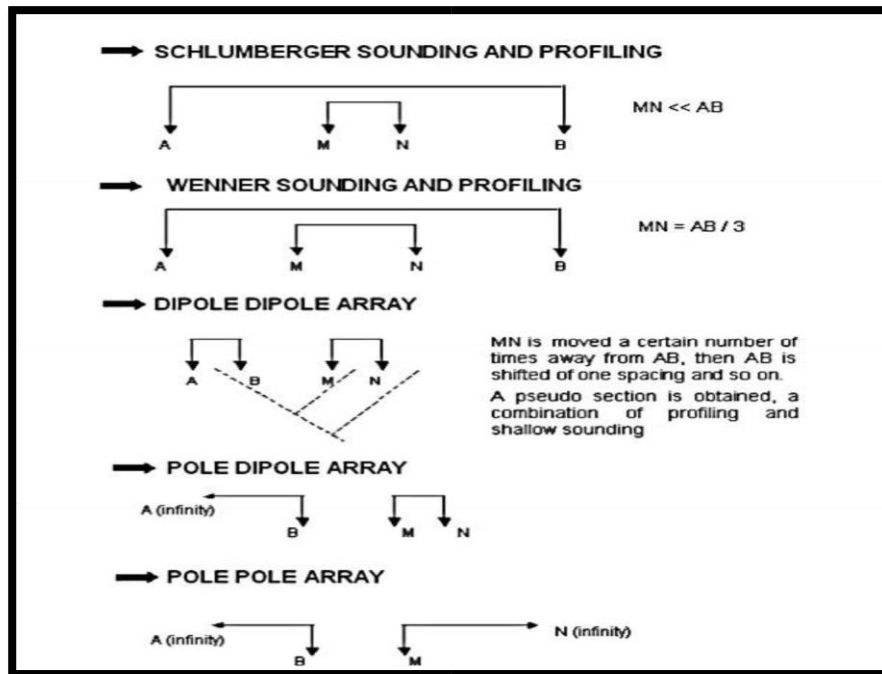 SCHLUMBERGER SOUNDING AND PROFILING
MN << AB
A M N B
WENNER SOUNDING AND PROFILING
MN = AB / 3
A M N B
DIPOLE DIPOLE ARRAY
A B M N
MN is moved a certain number of
times away from AB, then AB is
shifted of one spacing and so on.
A pseudo section is obtained, a
combination of profiling and
shallow sounding
POLE DIPOLE ARRAY
A (infinity)
B M N
POLE POLE ARRAY
A (infinity) N (infinity)
B M